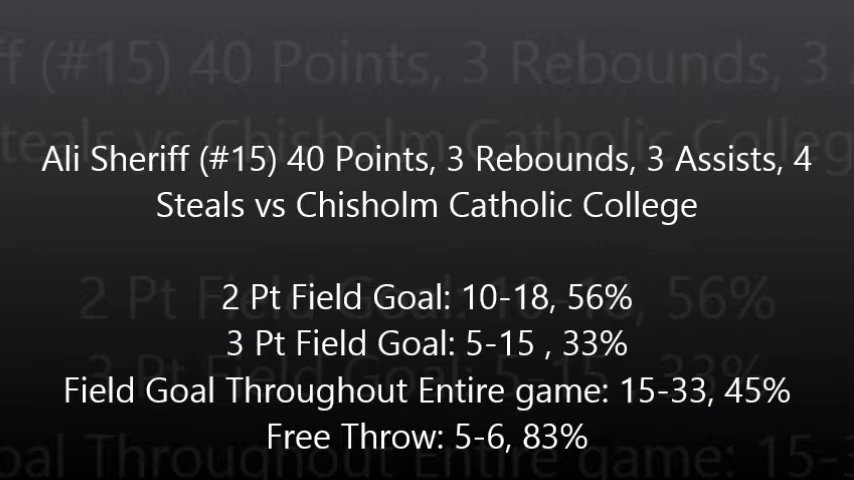 Ali Sheriff (#15) 40 Points, 3 Rebounds, 3 Assists, 4
Steals vs Chisholm Catholic College
2 Pt Field Goal: 10-18, 56%
3 Pt Field Goal: 5-15 , 33%
Field Goal Throughout Entire game: 15-33, 45%
Free Throw: 5-6, 83%